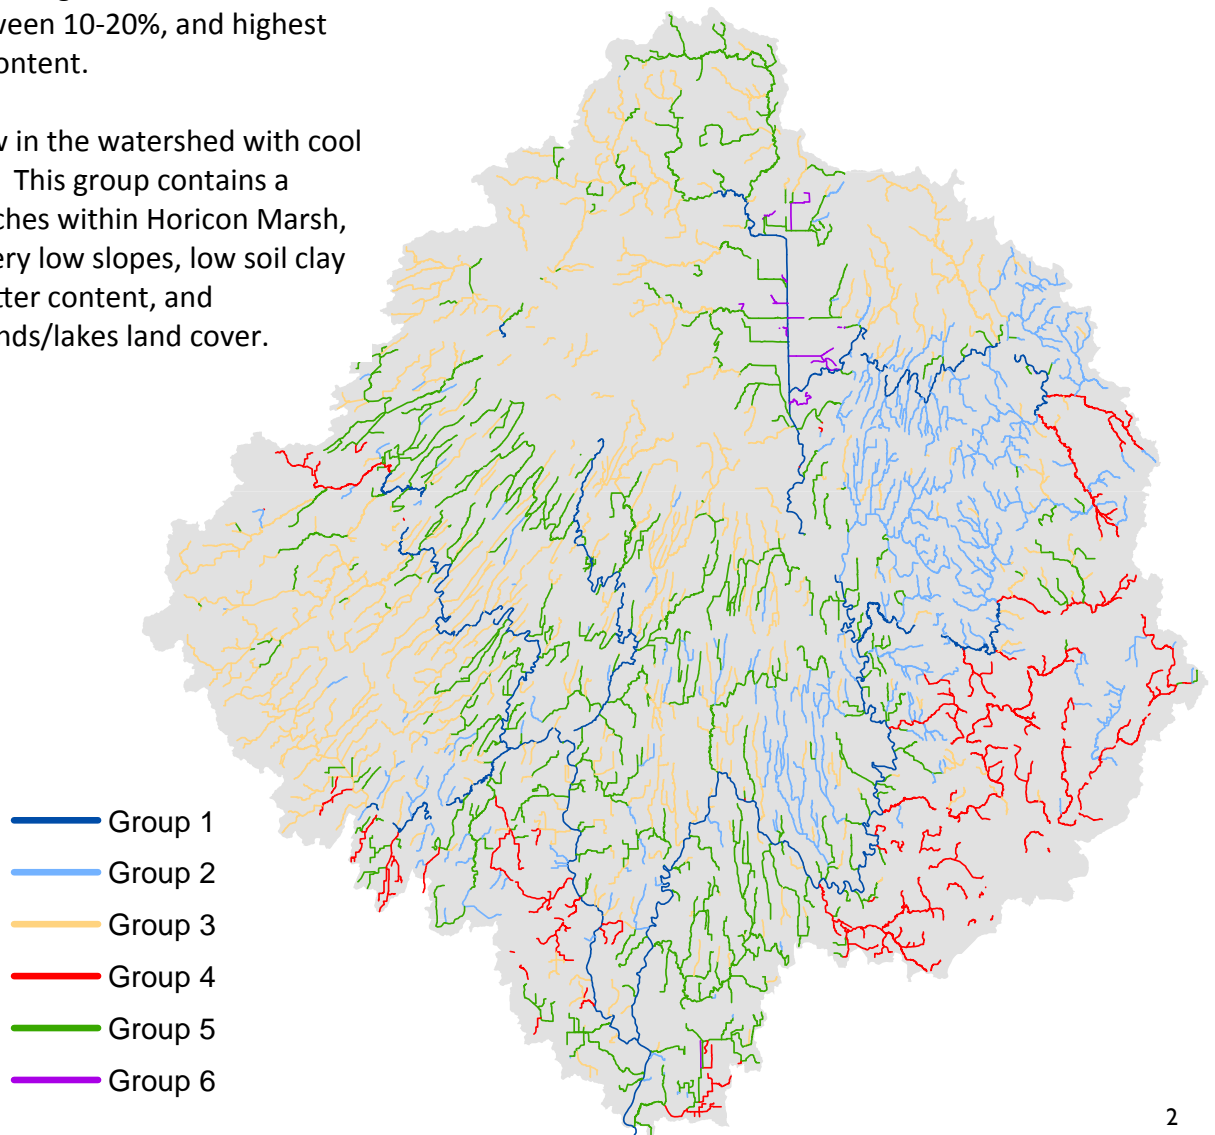 ween 10-20%, and highest
ontent.
w in the watershed with cool
This group contains a
ches within Horicon Marsh,
ery low slopes, low soil clay
tter content, and
nds/lakes land cover.
Group 1
Group 2
Group 3
Group 4
Group 5
Group 6
2